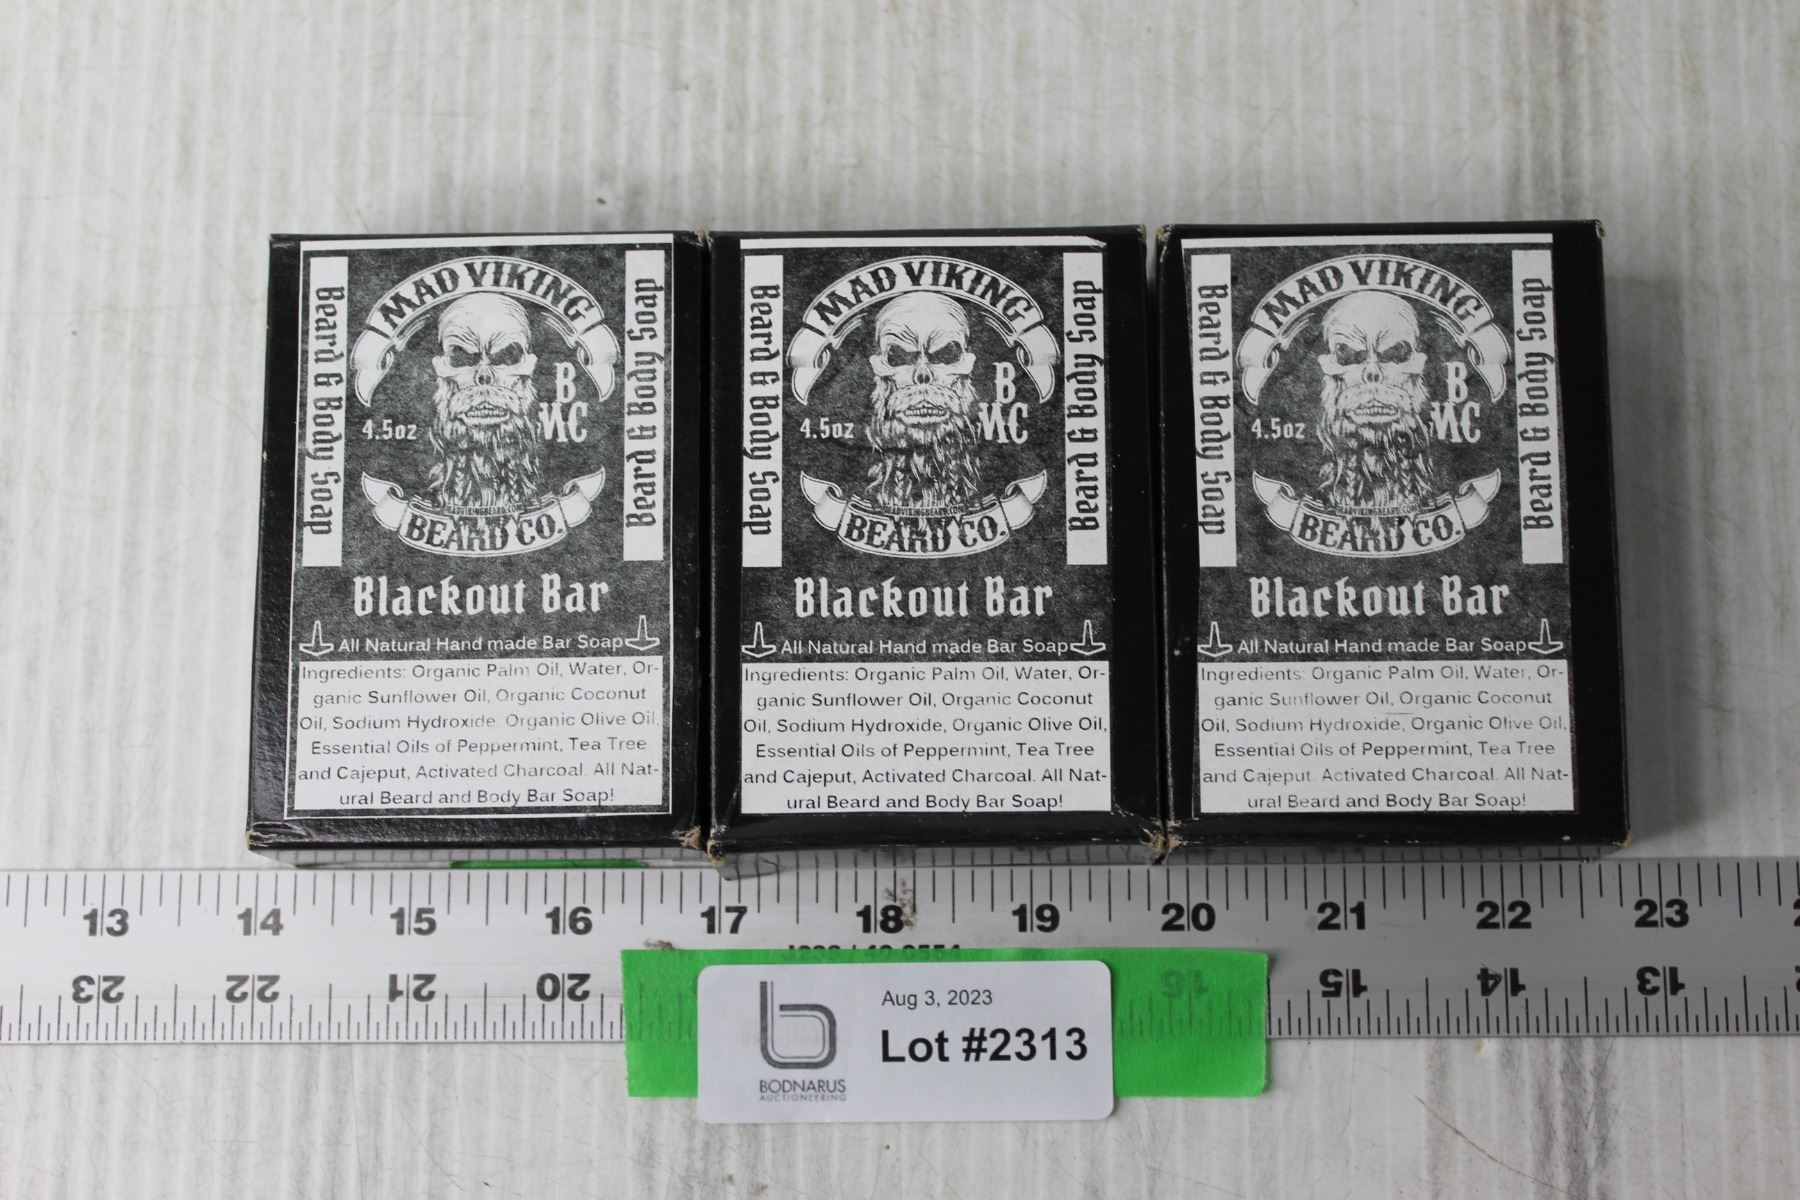 MAD VIKING
Beard & Body Soap
Beard & Body Soap
4.5oz
B
MC
MADVIKINGBEARD.COM
BEARD CO.
Blackout Bar
All Natural Hand made Bar Soap
Ingredients: Organic Palm Oil, Water, Or-
ganic Sunflower Oil, Organic Coconut
Oil, Sodium Hydroxide, Organic Olive Oil,
Essential Oils of Peppermint, Tea Tree
and Cajeput, Activated Charcoal. All Nat-
ural Beard and Body Bar Soap!
MAD VIKING
Beard & Body Soap
Beard & Body Soap
4.5oz
B
MC
MADVIKINGBEARD.COM
BEARD CO.
Blackout Bar
All Natural Hand made Bar Soap
Ingredients: Organic Palm Oil, Water, Or-
ganic Sunflower Oil, Organic Coconut
Oil, Sodium Hydroxide, Organic Olive Oil,
Essential Oils of Peppermint, Tea Tree
and Cajeput, Activated Charcoal. All Nat-
ural Beard and Body Bar Soap!
MAD VIKING
Beard & Body Soap
Beard & Body Soap
4.5oz
B
MC
MADVIKINGBEARD.COM
BEARD CO.
Blackout Bar
All Natural Hand made Bar Soap
Ingredients: Organic Palm Oil, Water, Or-
ganic Sunflower Oil, Organic Coconut
Oil, Sodium Hydroxide, Organic Olive Oil,
Essential Oils of Peppermint, Tea Tree
and Cajeput, Activated Charcoal. All Nat-
ural Beard and Body Bar Soap!
13 14 15 16 17 18 19 20 21 22 23
23 22 21 20 16 15 14 13
Aug 3, 2023
Lot #2313
BODNARUS
AUCTIONEERING